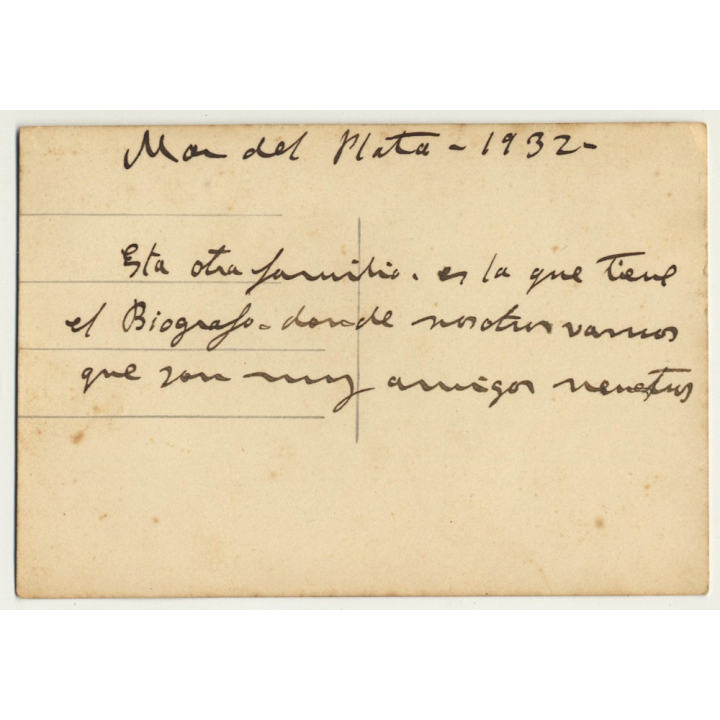 Mar del Plata - 1932 -
Esta otra familia. es la que tiene
el Biografo - donde nosotros vamos
que son muy amigos nuestros